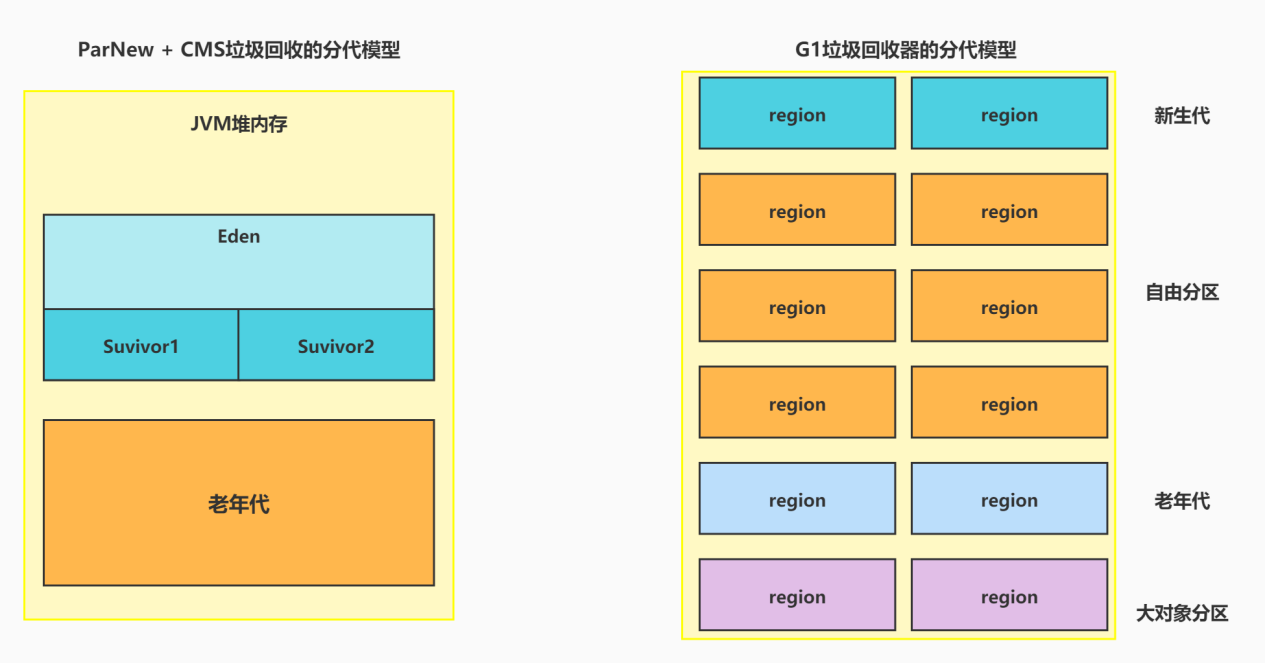 ParNew + CMS垃圾回收的分代模型
JVM堆内存
Eden
Suvivor1
Suvivor2
老年代
G1垃圾回收器的分代模型
region
region
新生代
region
region
region
region
自由分区
region
region
region
region
老年代
region
region
大对象分区